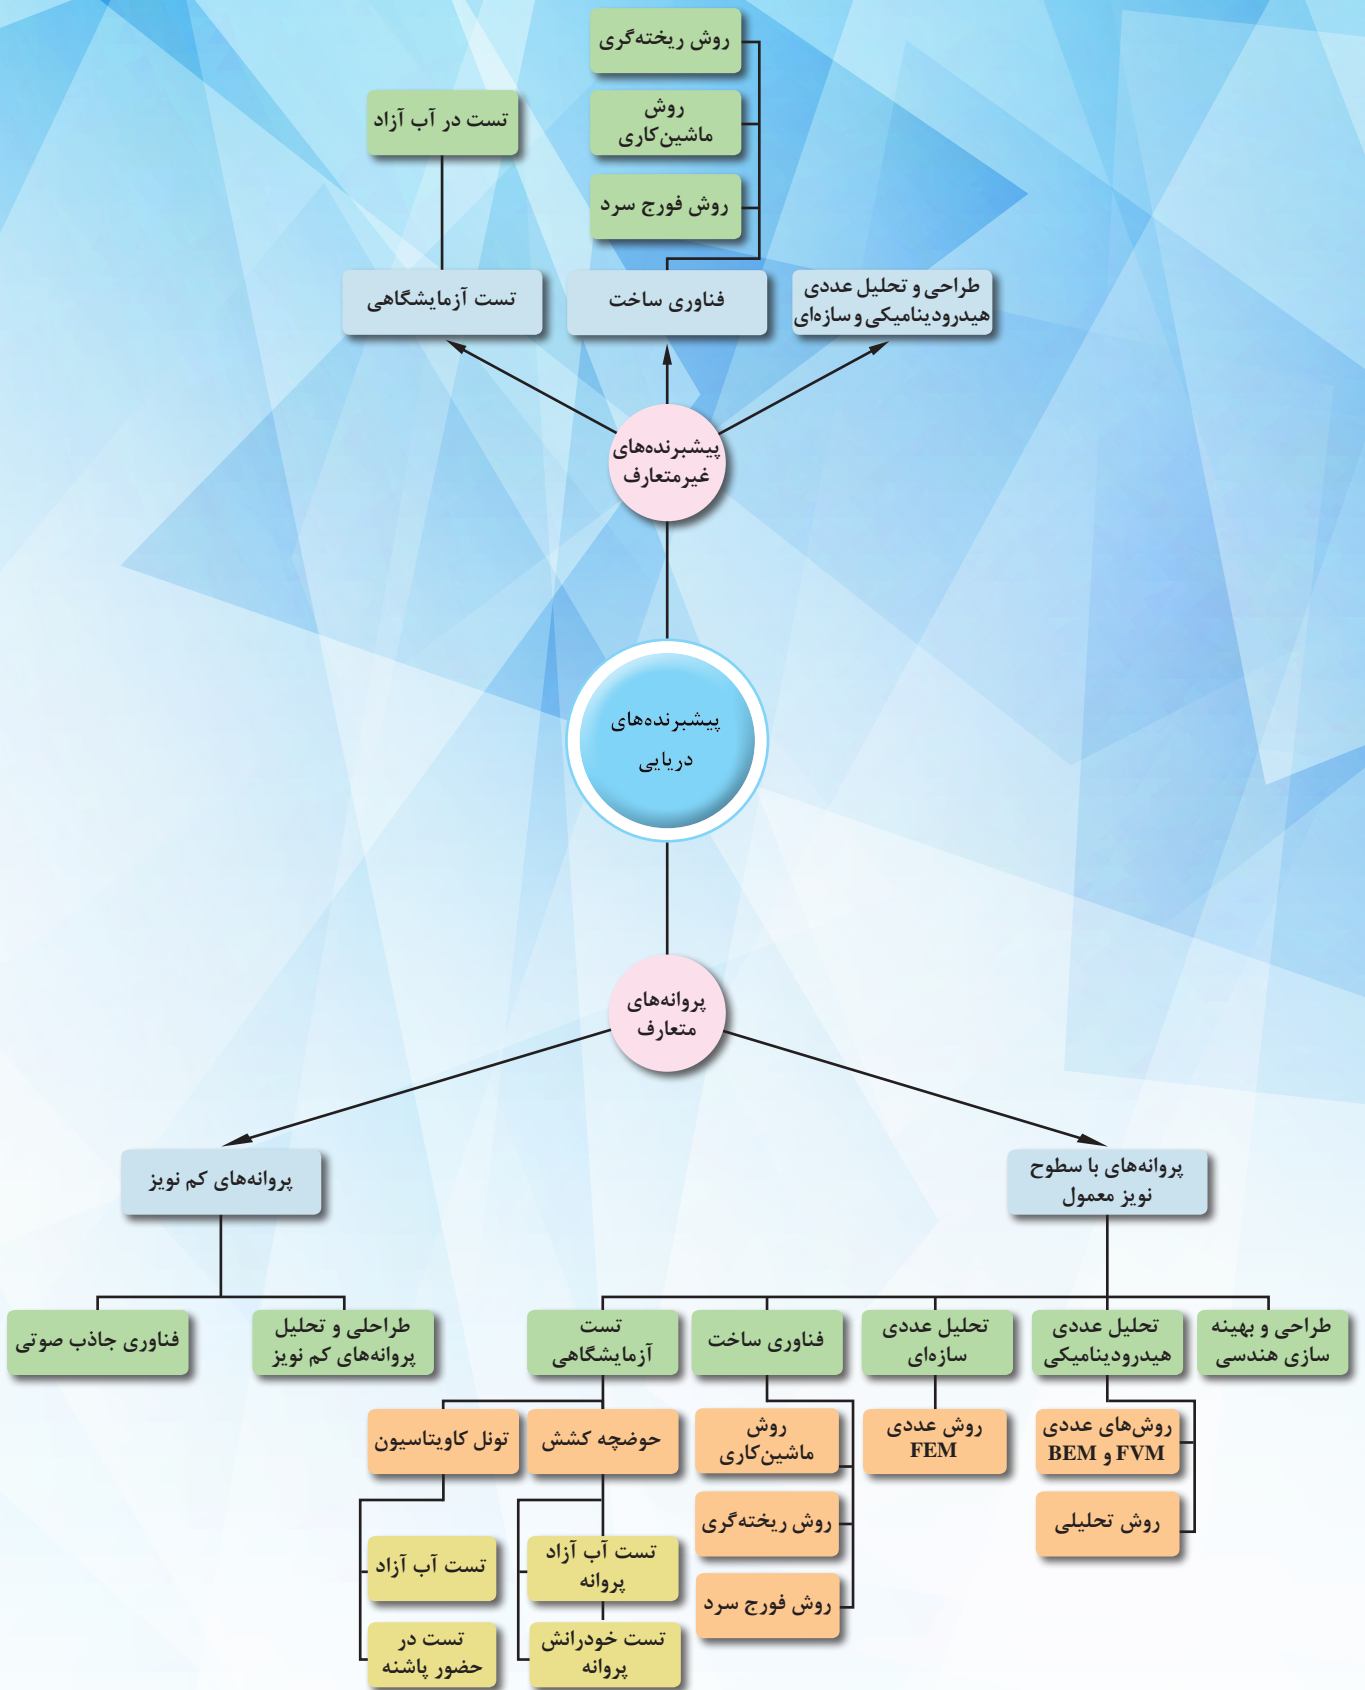 روش ریخته‌گری
روش
ماشین‌کاری
روش فورج سرد
تست در آب آزاد
طراحی و تحلیل عددی
هیدرودینامیکی و سازه‌ای
فناوری ساخت
تست آزمایشگاهی
پیشبرنده‌های
غیرمتعارف
پیشبرنده‌های
دریایی
پروانه‌های
متعارف
پروانه‌های با سطوح
نویز معمول
پروانه‌های کم نویز
طراحی و بهینه
سازی هندسی
تحلیل عددی
هیدرودینامیکی
تحلیل عددی
سازه‌ای
فناوری ساخت
تست
آزمایشگاهی
طراحلی و تحلیل
پروانه‌های کم نویز
فناوری جاذب صوتی
روش‌های عددی
FVM و BEM
روش تحلیلی
روش عددی
FEM
روش
ماشین‌کاری
روش ریخته‌گری
روش فورج سرد
حوضچه کشش
تونل کاویتاسیون
تست آب آزاد
پروانه
تست خودرانش
پروانه
تست آب آزاد
تست در
حضور پاشنه